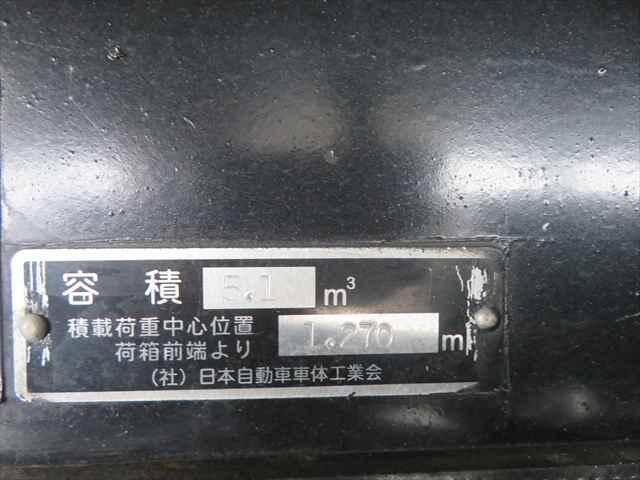 容積 5.1 m³
積載荷重中心位置
荷箱前端より 1.270 m
(社)日本自動車車体工業会